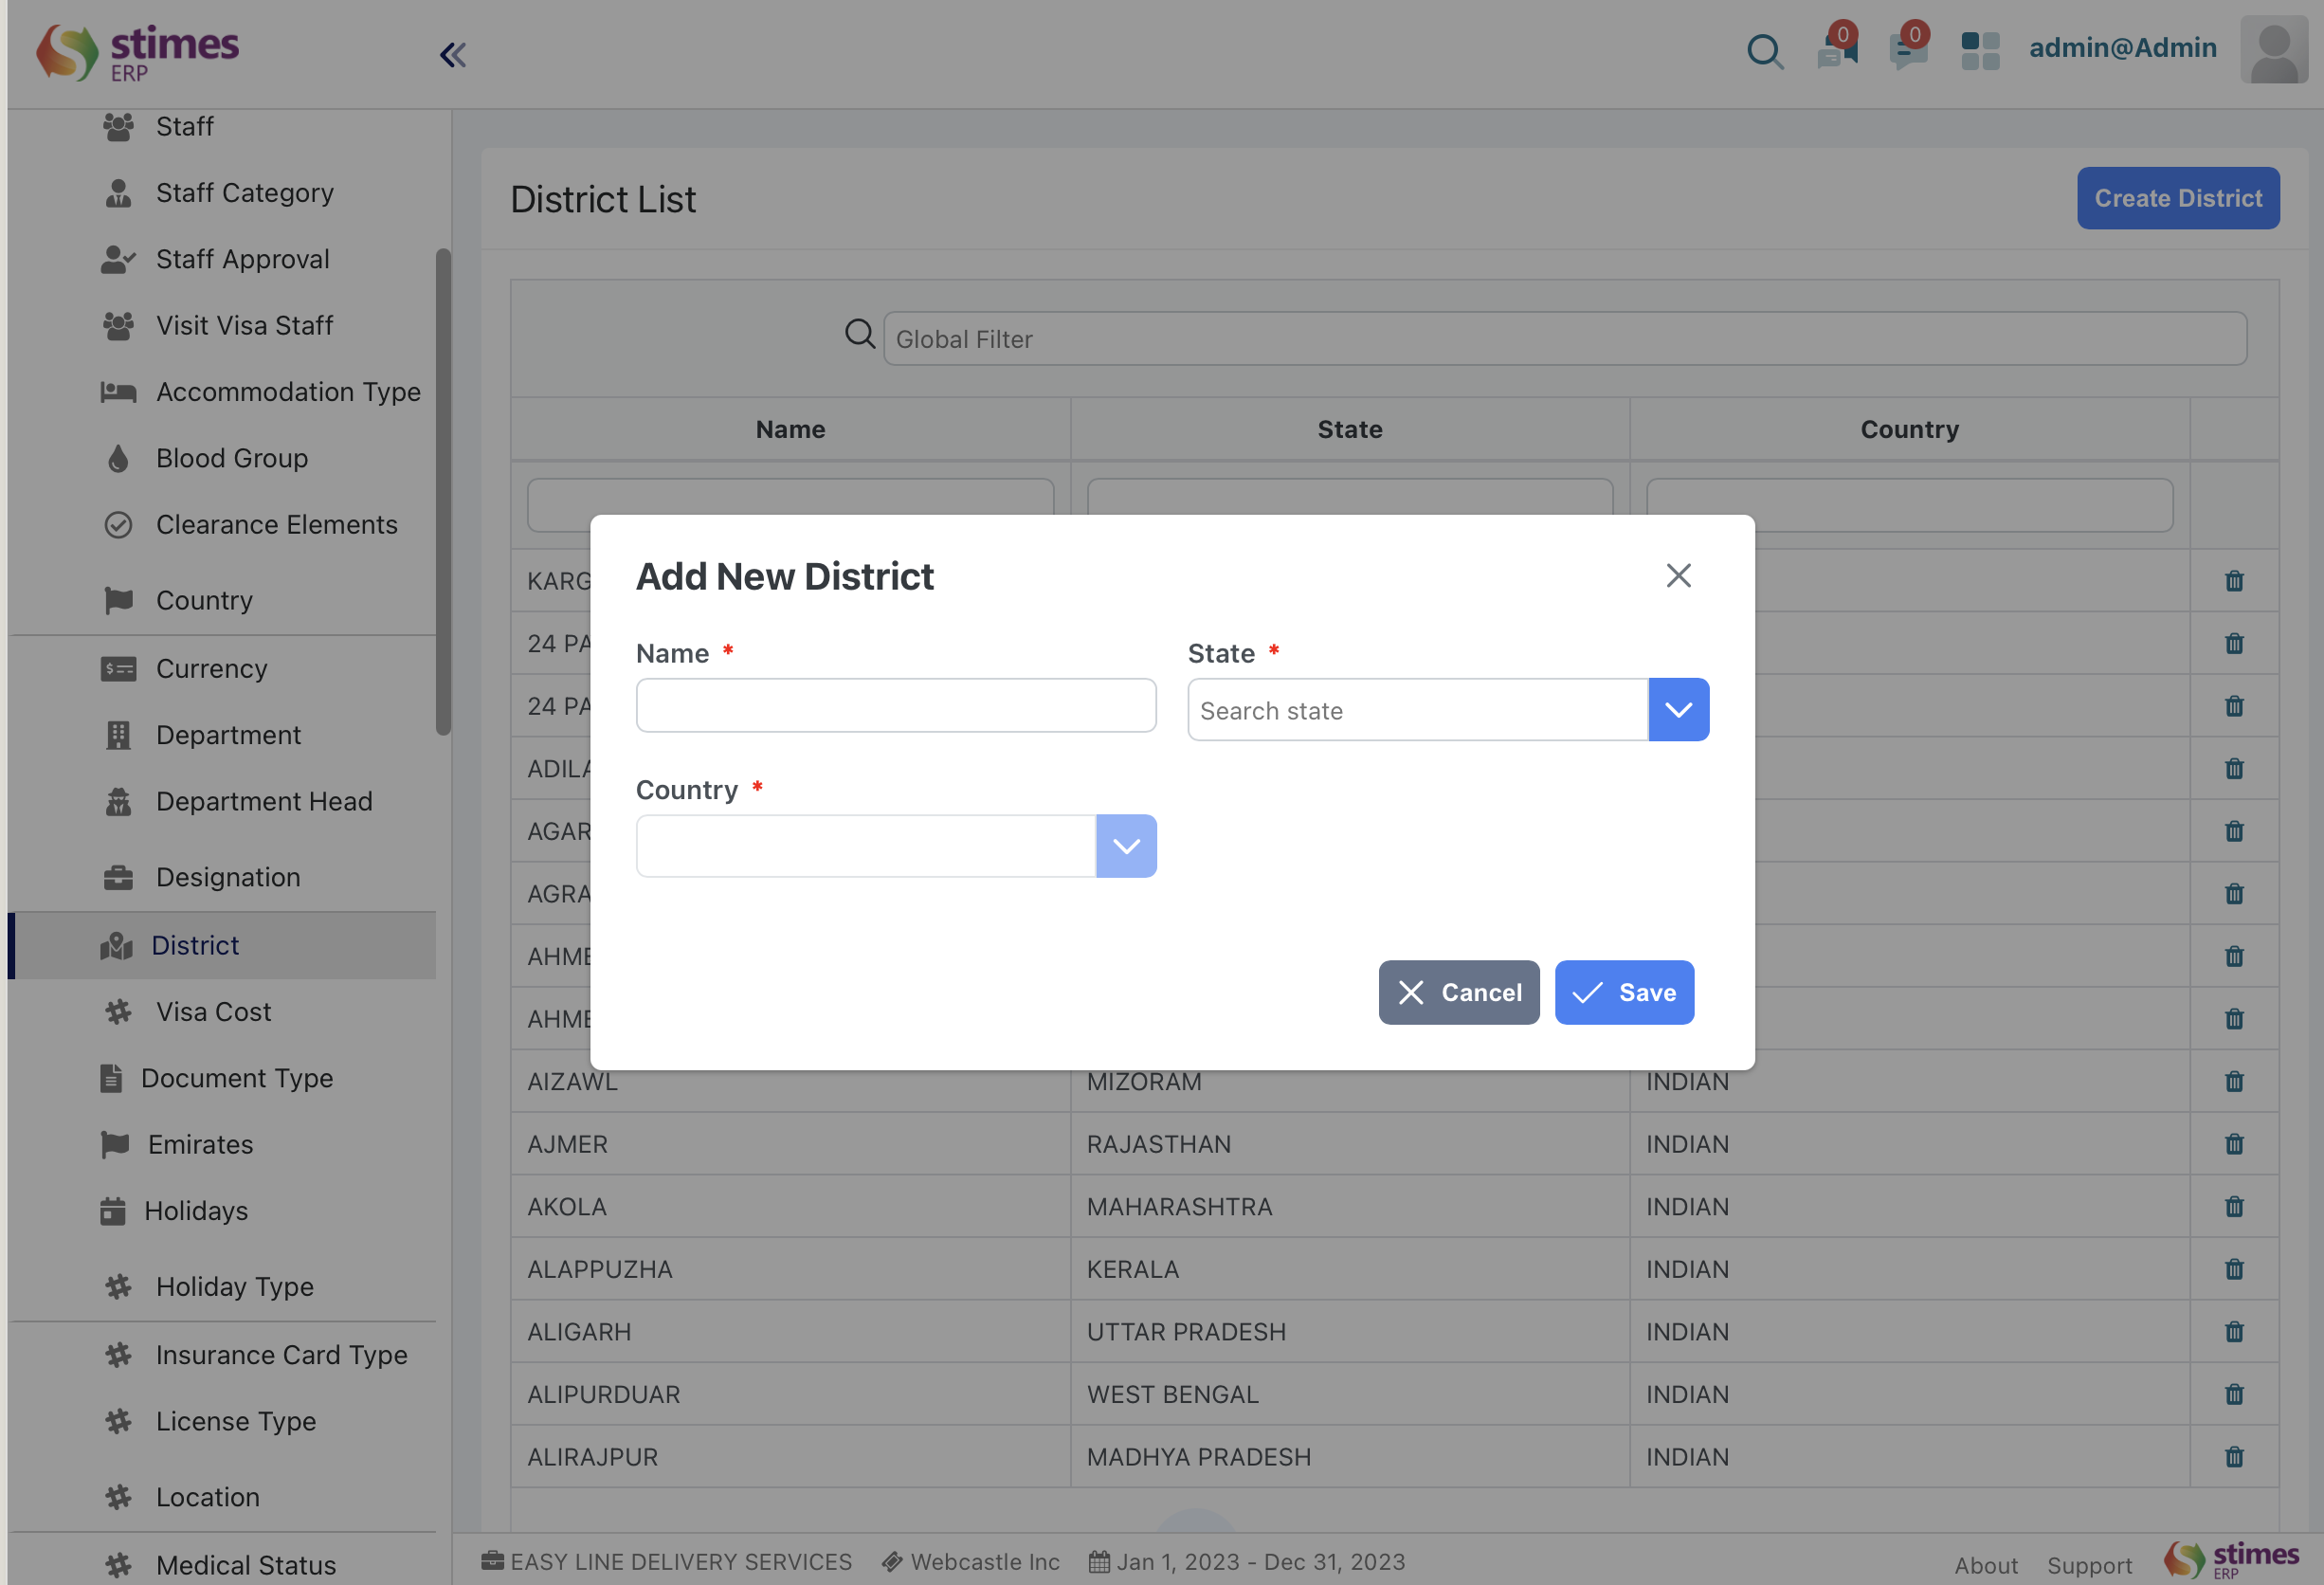 stimes
ERP
0
0
admin@Admin
Staff
Staff Category
Staff Approval
Visit Visa Staff
Accommodation Type
Blood Group
Clearance Elements
Country
Currency
Department
Department Head
Designation
District
Visa Cost
Document Type
Emirates
Holidays
Holiday Type
Insurance Card Type
License Type
Location
Medical Status
District List
Create District
Global Filter
Name State Country
KARG
24 PA
24 PA
ADILA
AGAR
AGRA
AHME
AHME
AIZAWL MIZORAM INDIAN
AJMER RAJASTHAN INDIAN
AKOLA MAHARASHTRA INDIAN
ALAPPUZHA KERALA INDIAN
ALIGARH UTTAR PRADESH INDIAN
ALIPURDUAR WEST BENGAL INDIAN
ALIRAJPUR MADHYA PRADESH INDIAN
Add New District
Name *
State *
Search state
Country *
Cancel
Save
EASY LINE DELIVERY SERVICES Webcastle Inc Jan 1, 2023 - Dec 31, 2023
About Support
stimes
ERP